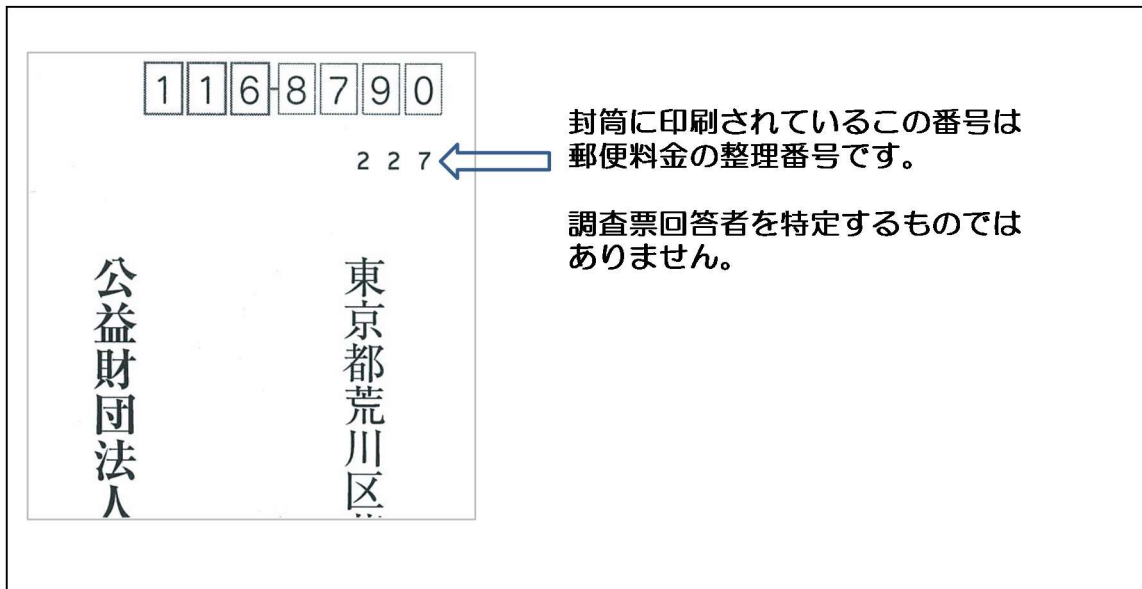 116-8790
227
東京都荒川区
公益財団法人
封筒に印刷されているこの番号は
郵便料金の整理番号です。
調査票回答者を特定するものでは
ありません。